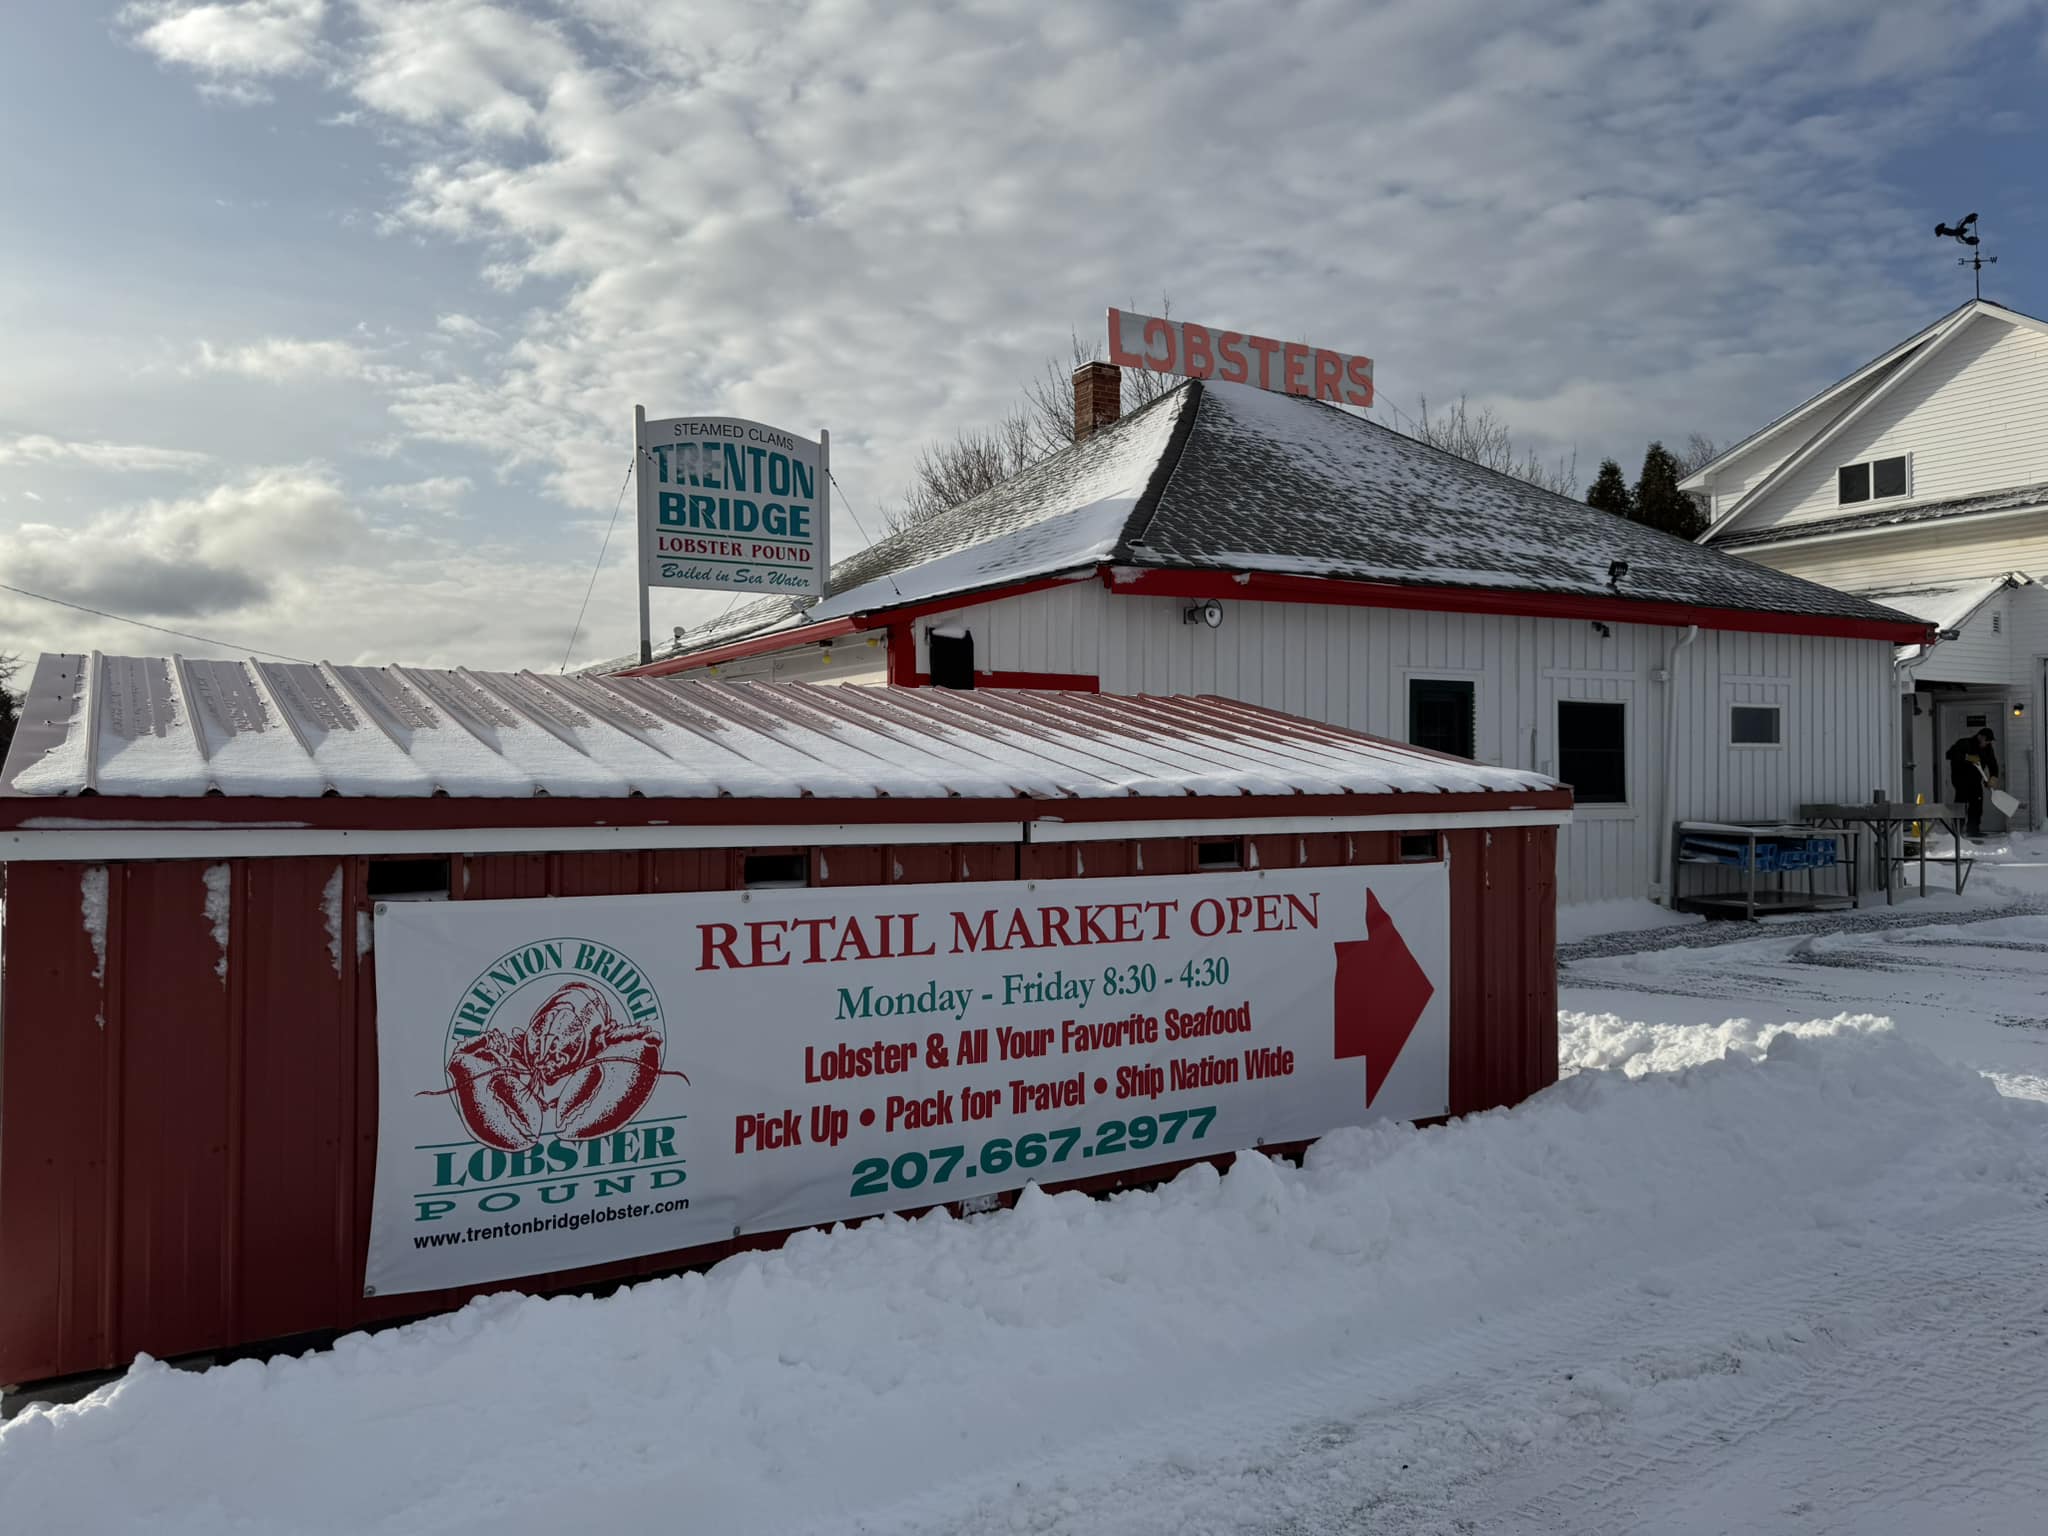 LOBSTERS
STEAMED CLAMS
TRENTON
BRIDGE
LOBSTER POUND
Boiled in Sea Water
TRENTON BRIDGE
LOBSTER
POUND
www.trentonbridgelobster.com
RETAIL MARKET OPEN
Monday - Friday 8:30 - 4:30
Lobster & All Your Favorite Seafood
Pick Up • Pack for Travel • Ship Nation Wide
207.667.2977